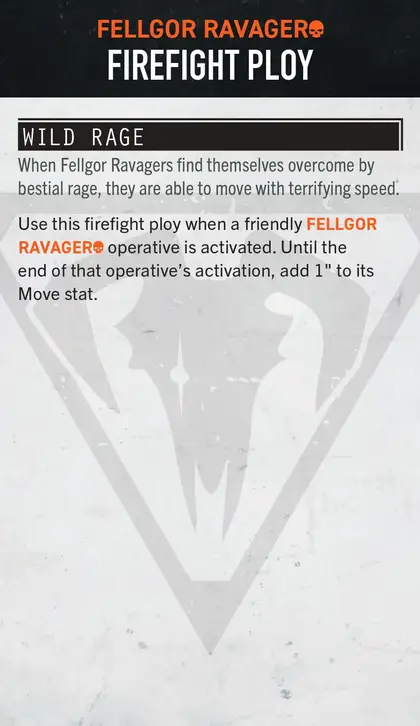 FELLGOR RAVAGER
FIREFIGHT PLOY
WILD RAGE
When Fellgor Ravagers find themselves overcome by
bestial rage, they are able to move with terrifying speed.
Use this firefight ploy when a friendly FELLGOR
RAVAGER operative is activated. Until the
end of that operative’s activation, add 1" to its
Move stat.